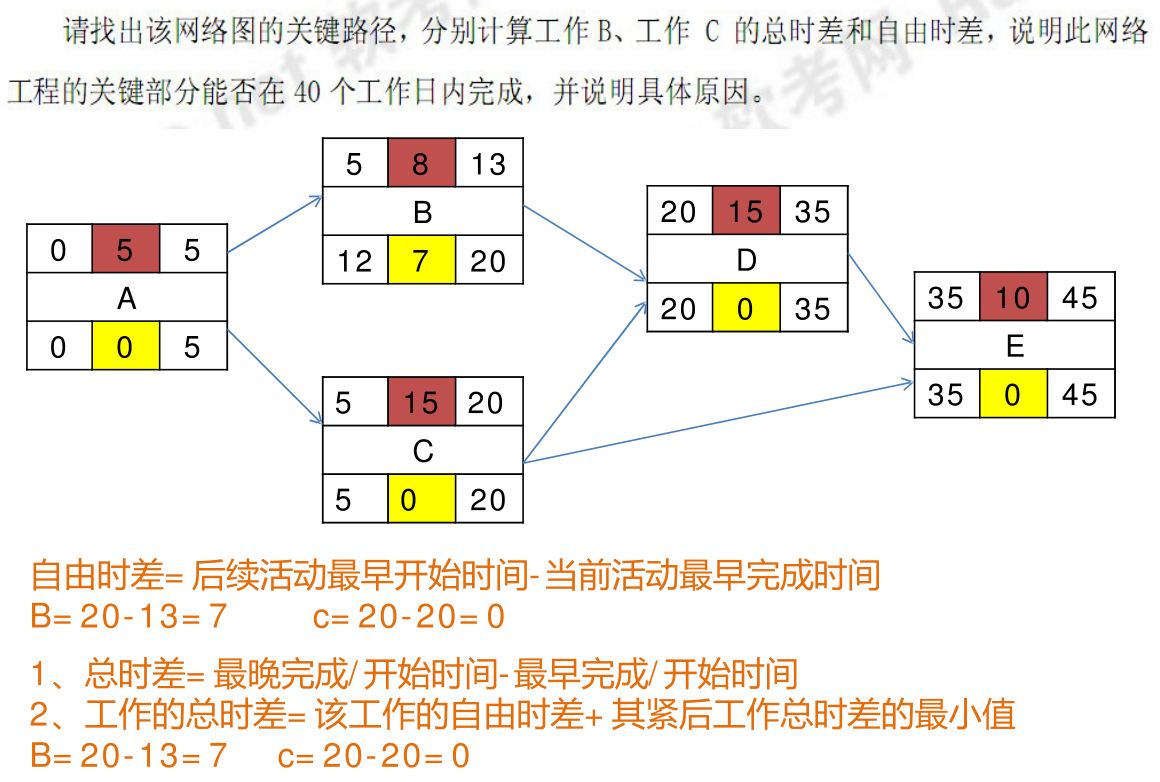 请找出该网络图的关键路径，分别计算工作 B、工作 C 的总时差和自由时差，说明此网络
工程的关键部分能否在 40 个工作日内完成，并说明具体原因。
5 8 13
B
12 7 20
20 15 35
D
20 0 35
0 5 5
A
0 0 5
35 10 45
E
35 0 45
5 15 20
C
5 0 20
自由时差= 后续活动最早开始时间-当前活动最早完成时间
B= 20-13= 7 c= 20-20= 0
1、总时差= 最晚完成/开始时间-最早完成/开始时间
2、工作的总时差= 该工作的自由时差+ 其紧后工作总时差的最小值
B= 20-13= 7 c= 20-20= 0